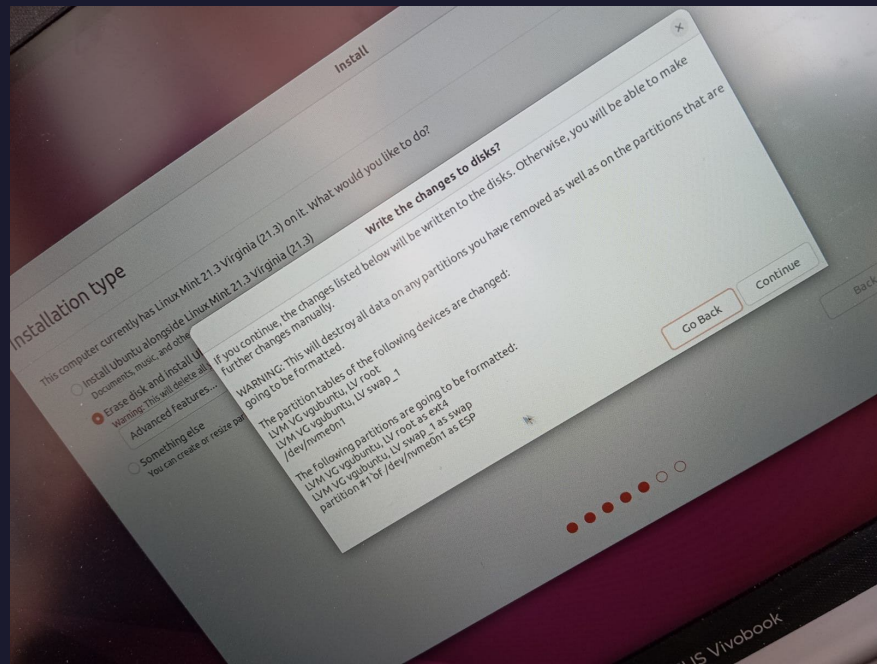 Install
Installation type
This computer currently has Linux Mint 21.3 Virginia (21.3) on it. What would you like to do?
Install Ubuntu alongside Linux Mint 21.3 Virginia (21.3)
Documents, music, and othe
Erase disk and install U
Warning: This will delete all
Advanced features...
Something else
You can create or resize par
Write the changes to disks?
If you continue, the changes listed below will be written to the disks. Otherwise, you will be able to make
further changes manually.
WARNING: This will destroy all data on any partitions you have removed as well as on the partitions that are
going to be formatted.
The partition tables of the following devices are changed:
LVM VG vgubuntu, LV root
LVM VG vgubuntu, LV swap_1
/dev/nvme0n1
The following partitions are going to be formatted:
LVM VG vgubuntu, LV root as ext4
LVM VG vgubuntu, LV swap_1 as swap
partition #1 of /dev/nvme0n1 as ESP
Go Back
Continue
Back
US Vivobook